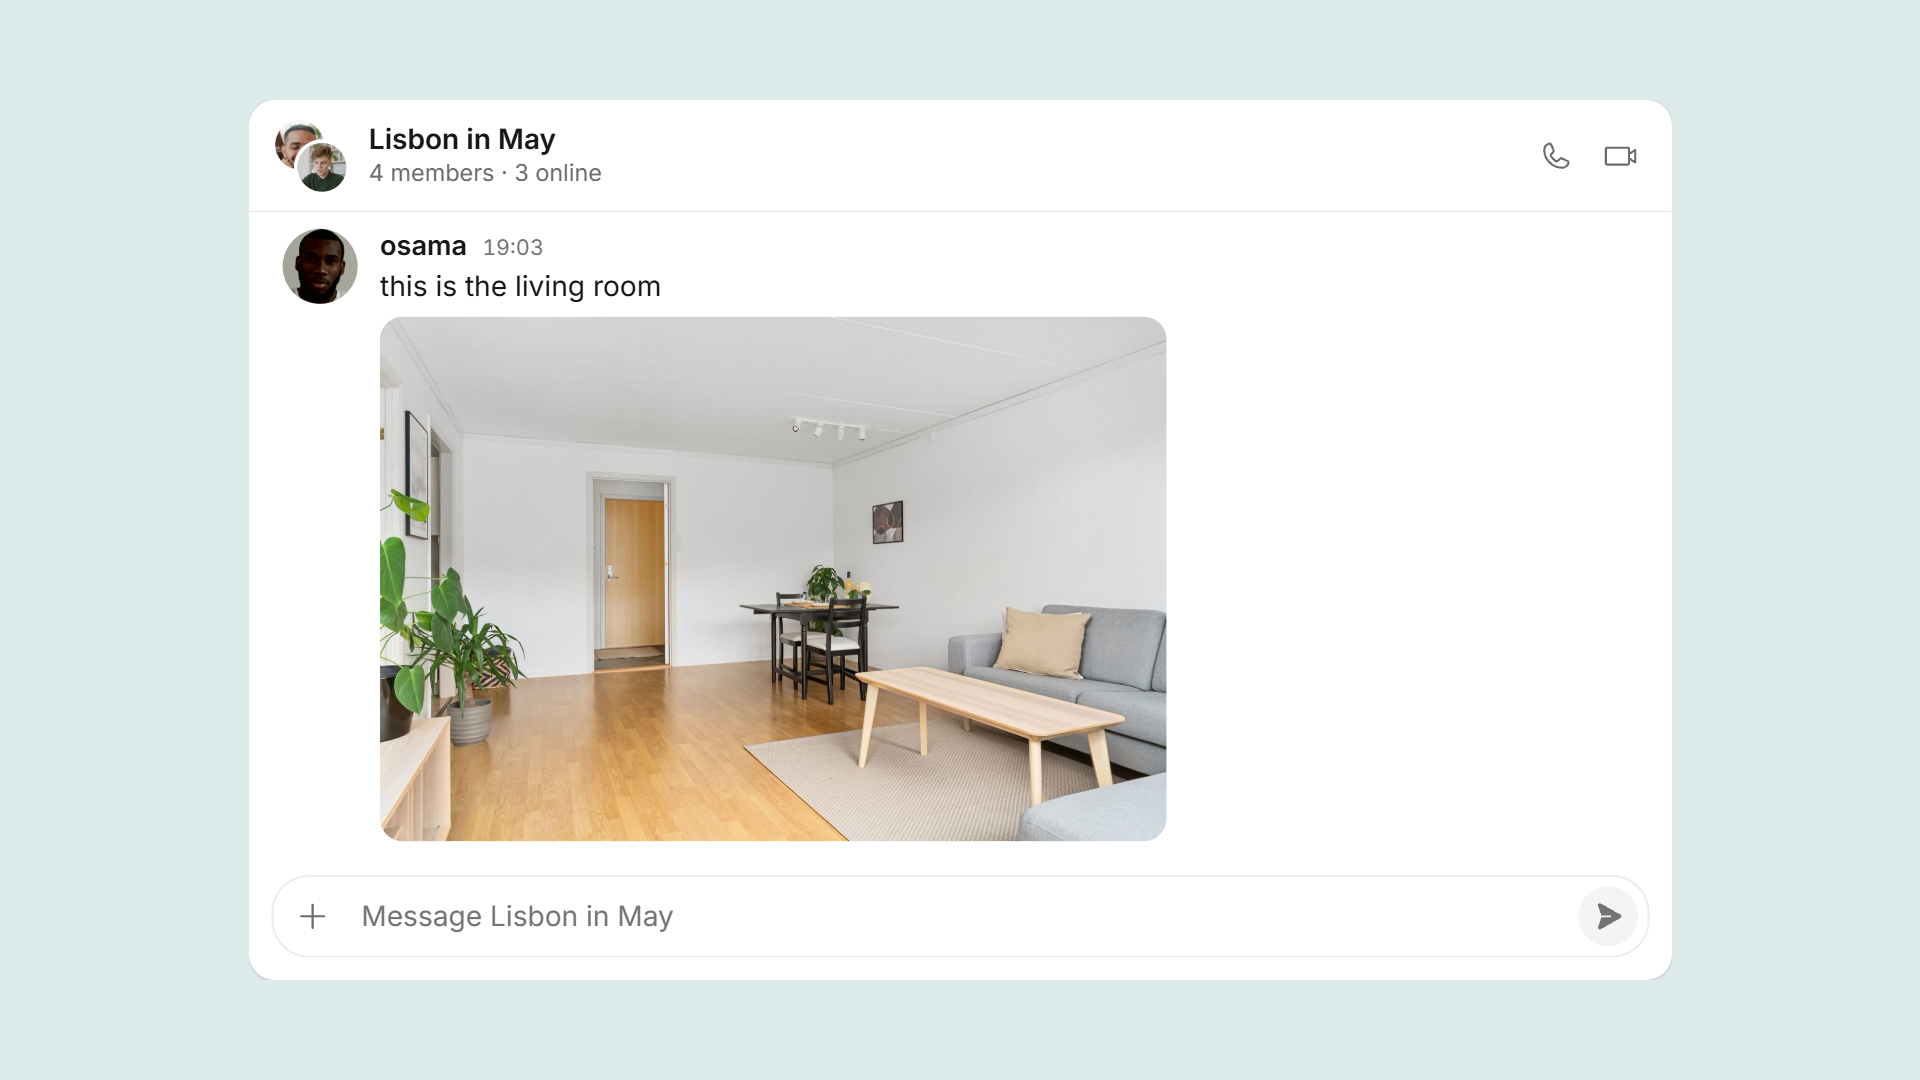 Lisbon in May
4 members · 3 online
osama 19:03
this is the living room
Message Lisbon in May